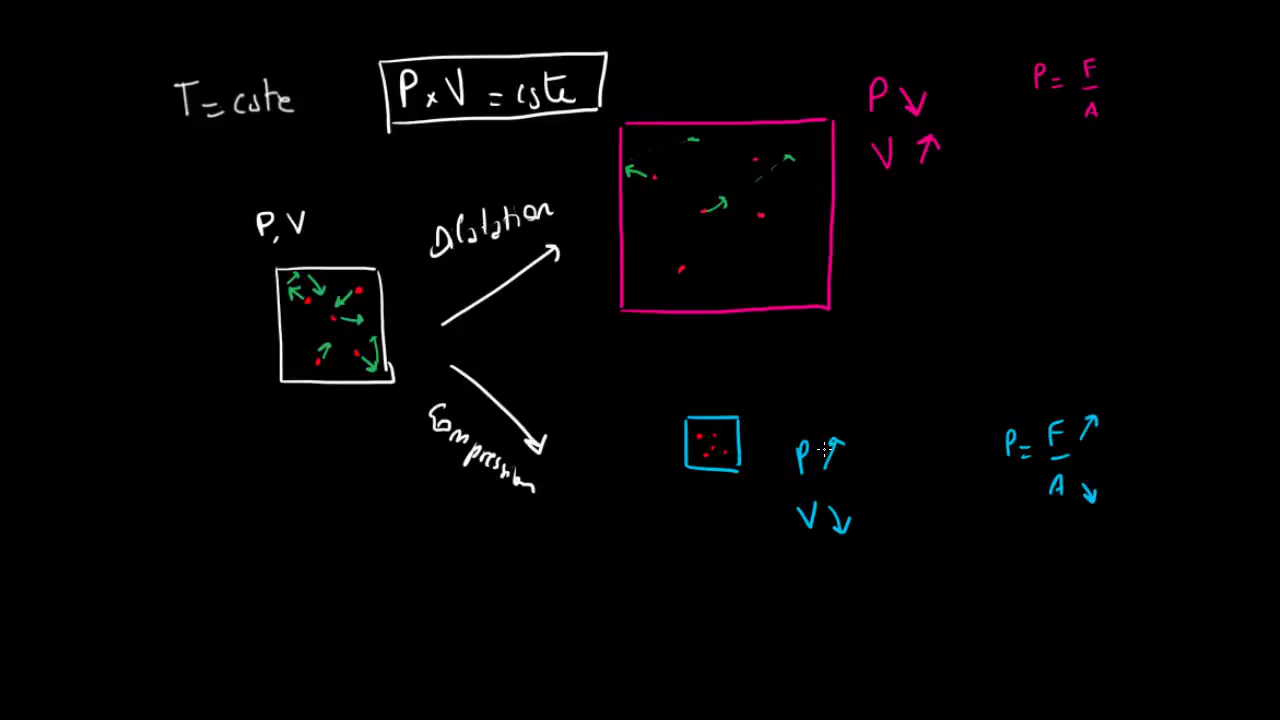 T = cste
P x V = cste
P ↘
V ↗
P = F/A
P, V
Dilatation
Compression
P ↗
V ↘
P = F ↗ / A ↘